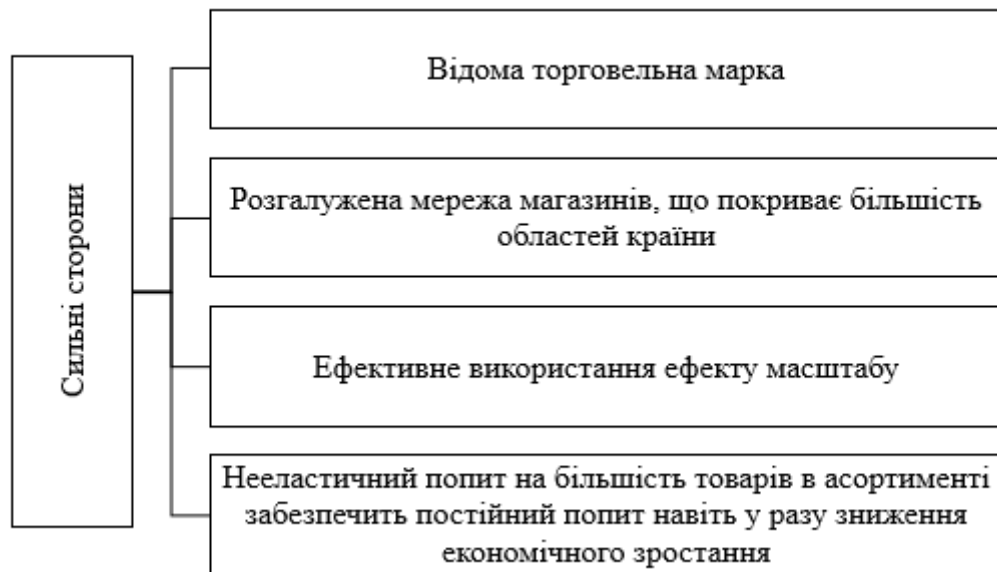 Сильні сторони
Відома торговельна марка
Розгалужена мережа магазинів, що покриває більшість
областей країни
Ефективне використання ефекту масштабу
Нееластичний попит на більшість товарів в асортименті
забезпечить постійний попит навіть у разу зниження
економічного зростання